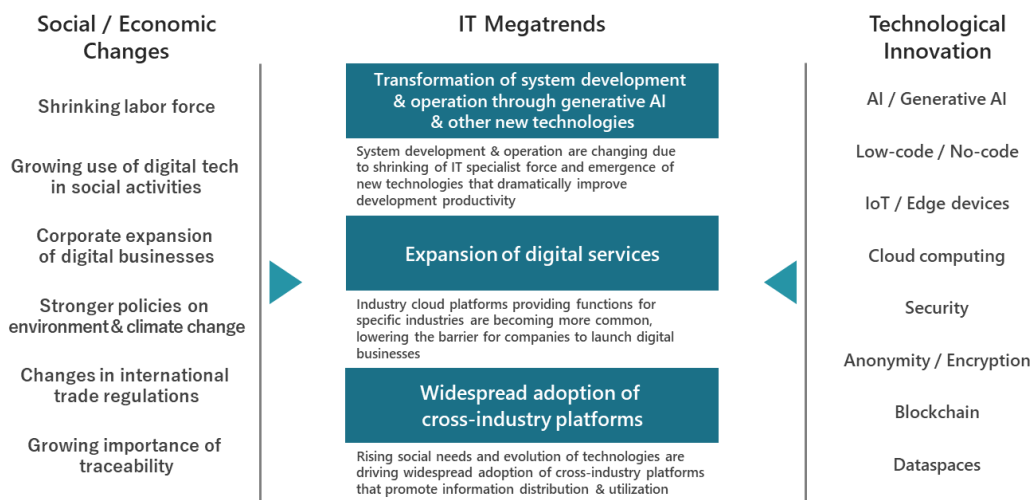 Social / Economic
Changes
Shrinking labor force
Growing use of digital tech
in social activities
Corporate expansion
of digital businesses
Stronger policies on
environment & climate change
Changes in international
trade regulations
Growing importance of
traceability
IT Megatrends
Transformation of system development
& operation through generative AI
& other new technologies
System development & operation are changing due
to shrinking of IT specialist force and emergence of
new technologies that dramatically improve
development productivity
Expansion of digital services
Industry cloud platforms providing functions for
specific industries are becoming more common,
lowering the barrier for companies to launch digital
businesses
Widespread adoption of
cross-industry platforms
Rising social needs and evolution of technologies are
driving widespread adoption of cross-industry platforms
that promote information distribution & utilization
Technological
Innovation
AI / Generative AI
Low-code / No-code
IoT / Edge devices
Cloud computing
Security
Anonymity / Encryption
Blockchain
Dataspaces